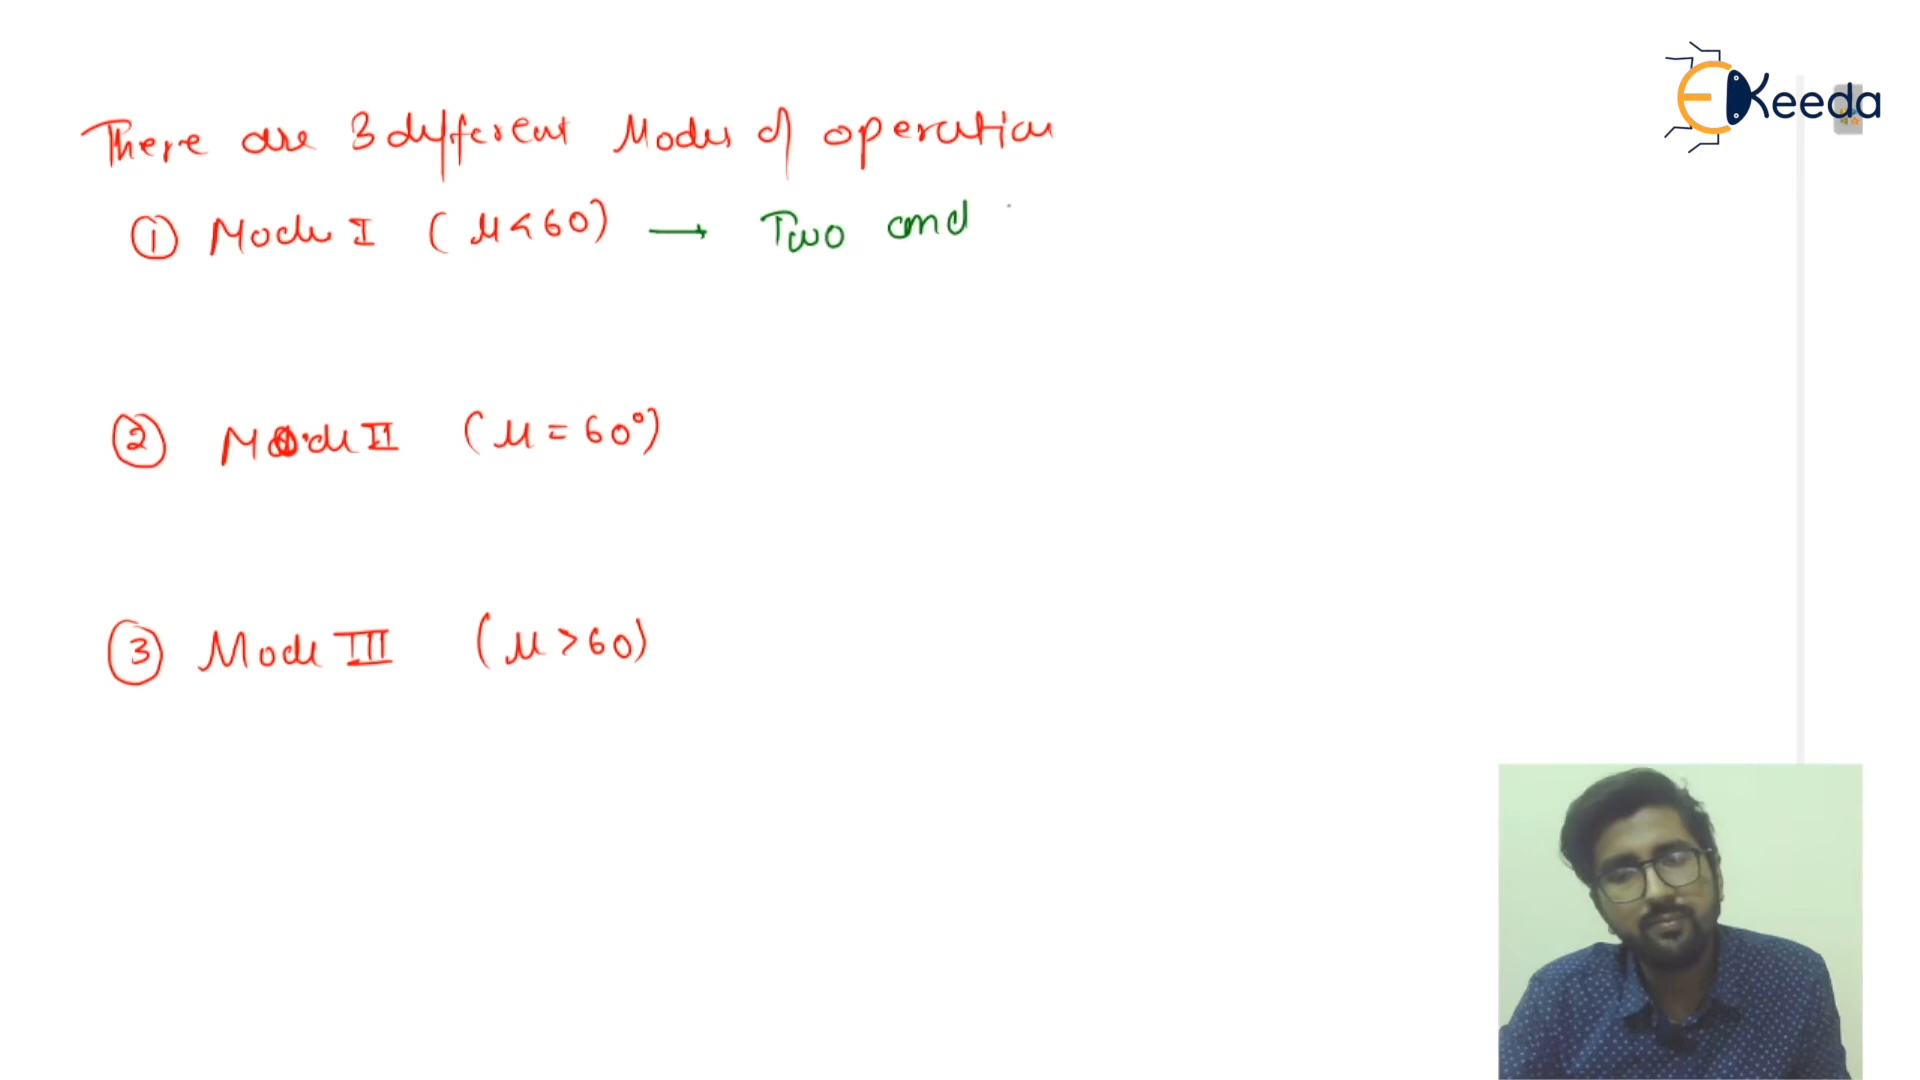 EKeeda
There are 3 different Modes of operation
① Mode I (μ<60) → Two and
② Mode II (μ=60°)
③ Mode III (μ>60)